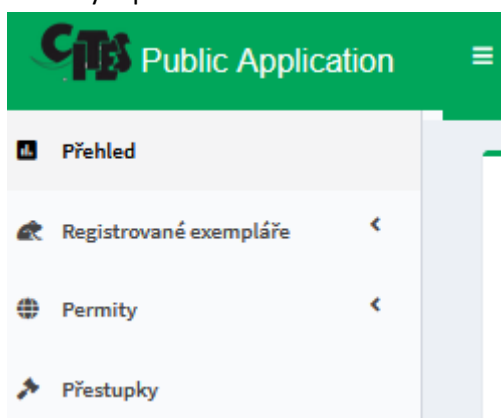 CITES Public Application
Přehled
Registrované exempláře
Permity
Přestupky